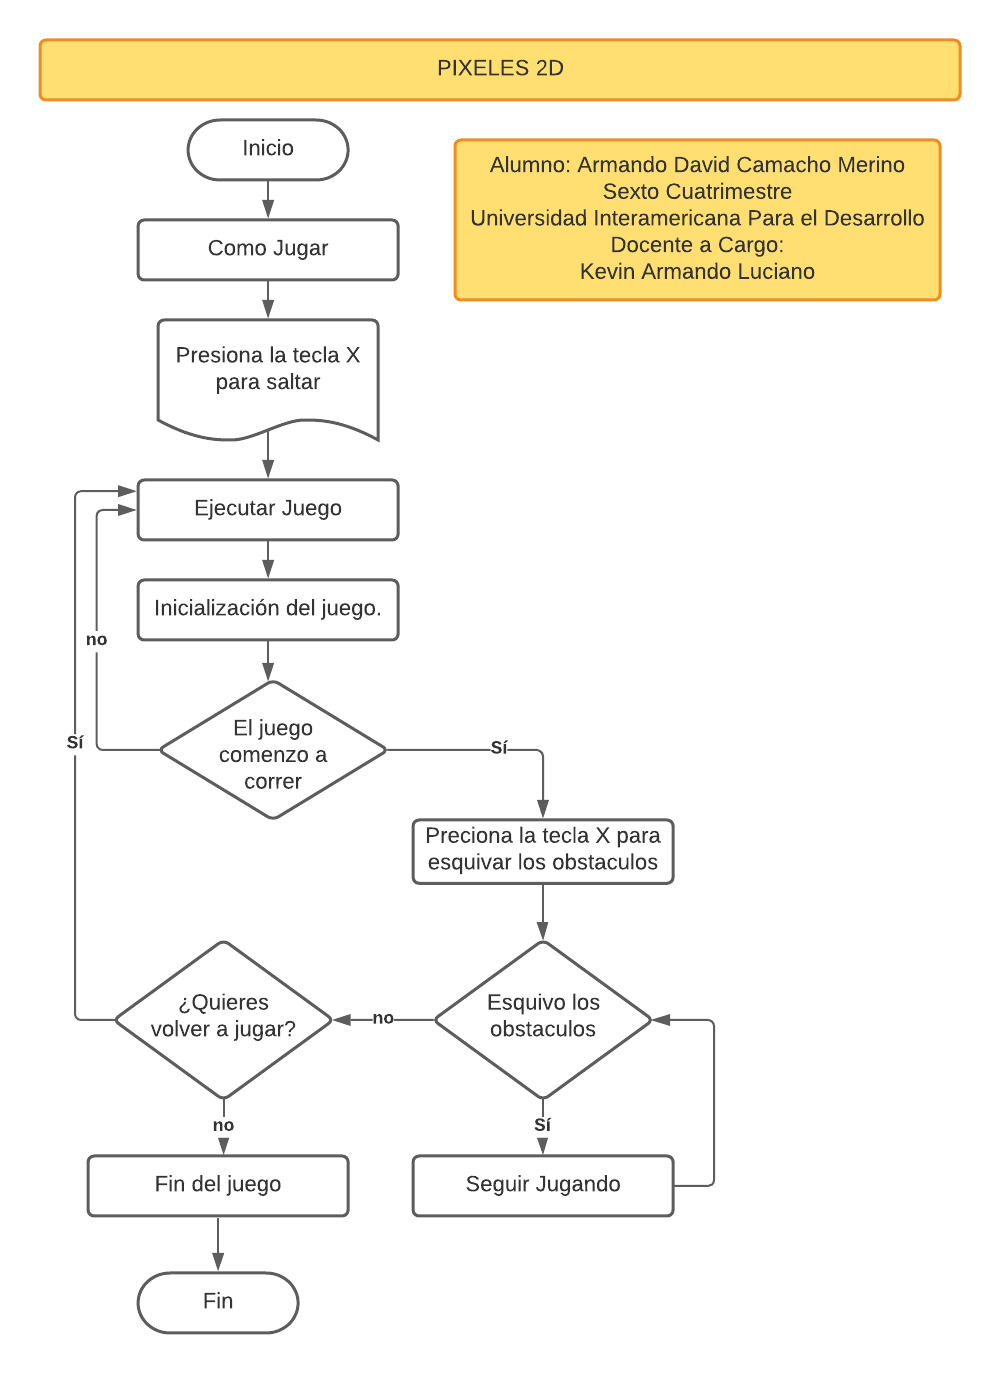 PIXELES 2D
Inicio
Alumno: Armando David Camacho Merino
Sexto Cuatrimestre
Universidad Interamericana Para el Desarrollo
Docente a Cargo:
Kevin Armando Luciano
Como Jugar
Presiona la tecla X
para saltar
Ejecutar Juego
Inicialización del juego.
no
Sí
El juego
comenzo a
correr
Sí
Preciona la tecla X para
esquivar los obstaculos
¿Quieres
volver a jugar?
no
Esquivo los
obstaculos
no
Sí
Fin del juego
Seguir Jugando
Fin